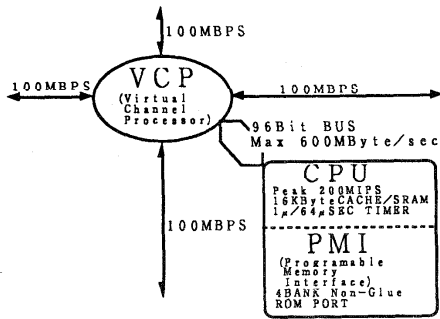 100MBPS
100MBPS
VCP
(Virtual
Channel
Processor)
100MBPS
96Bit BUS
Max 600MByte/sec
CPU
Peak 200MIPS
16KByteCACHE/SRAM
1μ/64μSEC TIMER
100MBPS
PMI
(Programable
Memory
Interface)
4BANK Non-Glue
ROM PORT